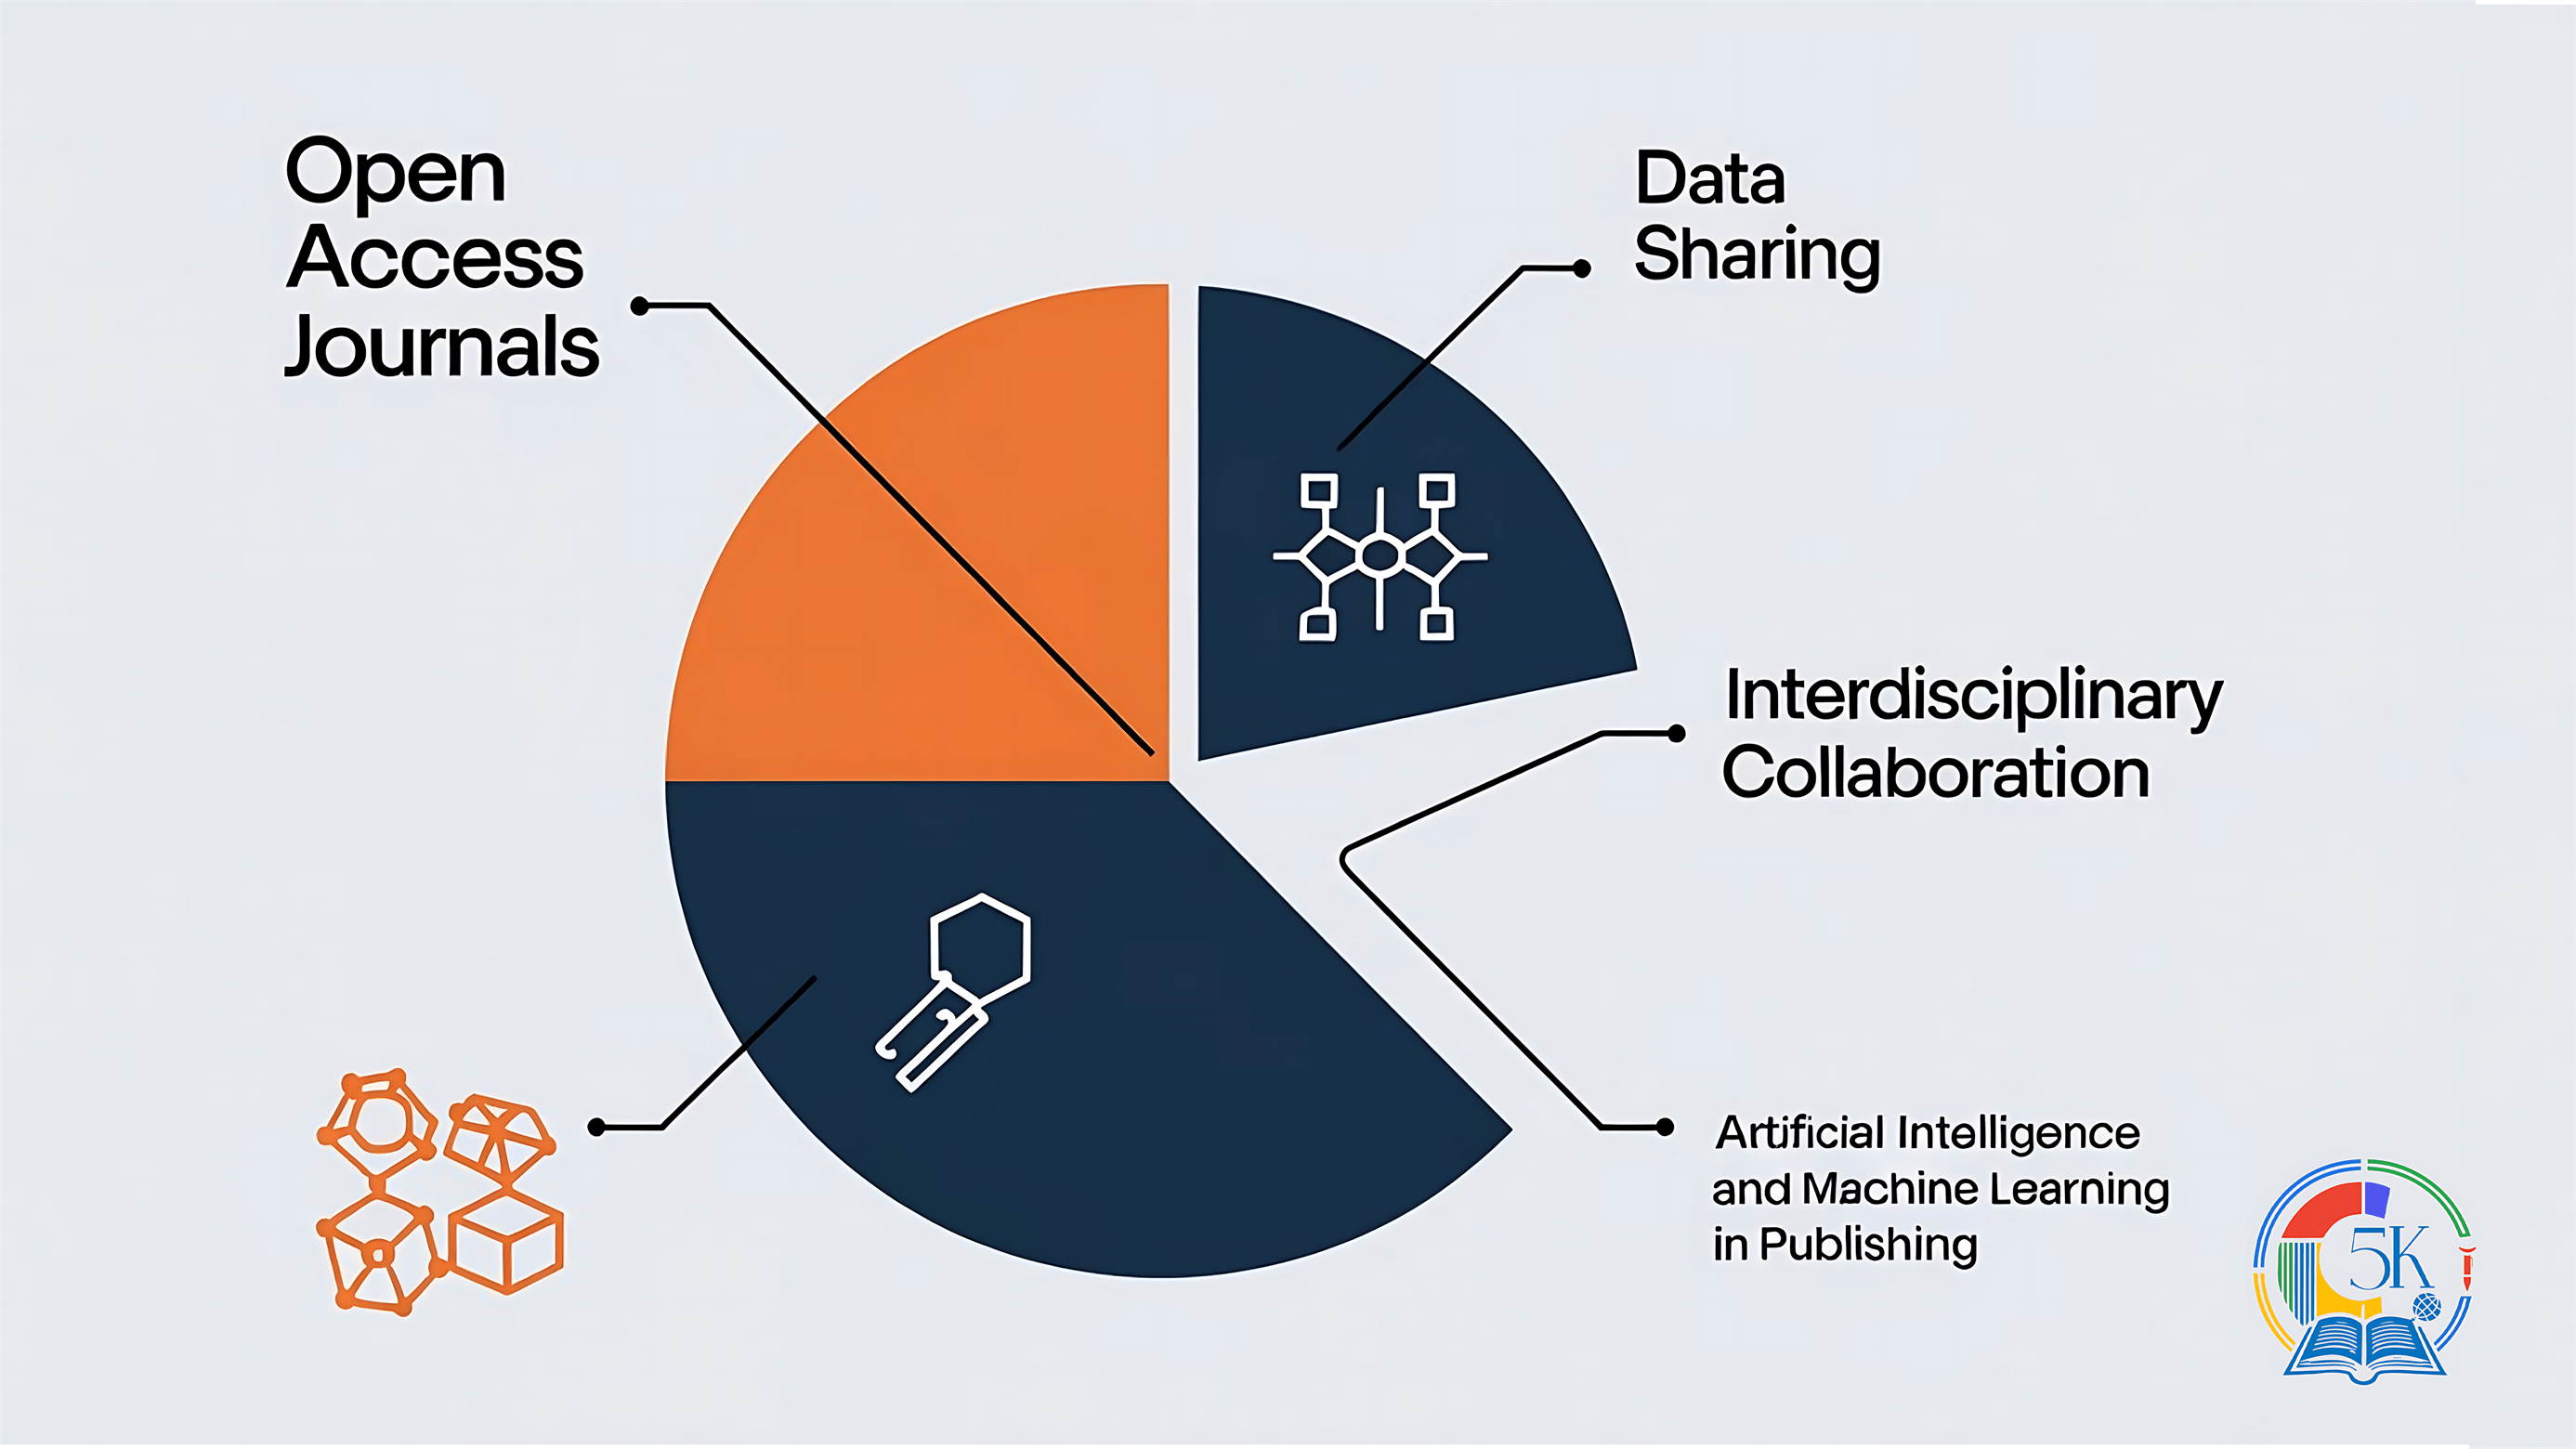 Open
Access
Journals
Data
Sharing
Interdisciplinary
Collaboration
Artificial Intelligence
and Machine Learning
in Publishing
5K